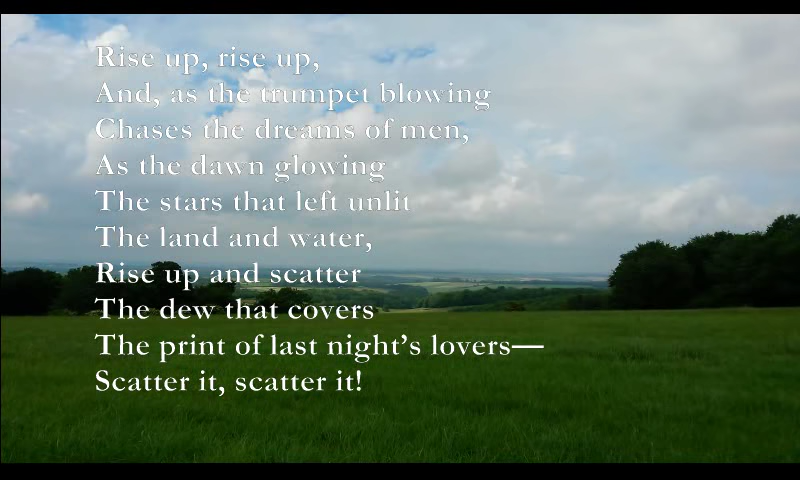 Rise up, rise up,
And, as the trumpet blowing
Chases the dreams of men,
As the dawn glowing
The stars that left unlit
The land and water,
Rise up and scatter
The dew that covers
The print of last night's lovers—
Scatter it, scatter it!